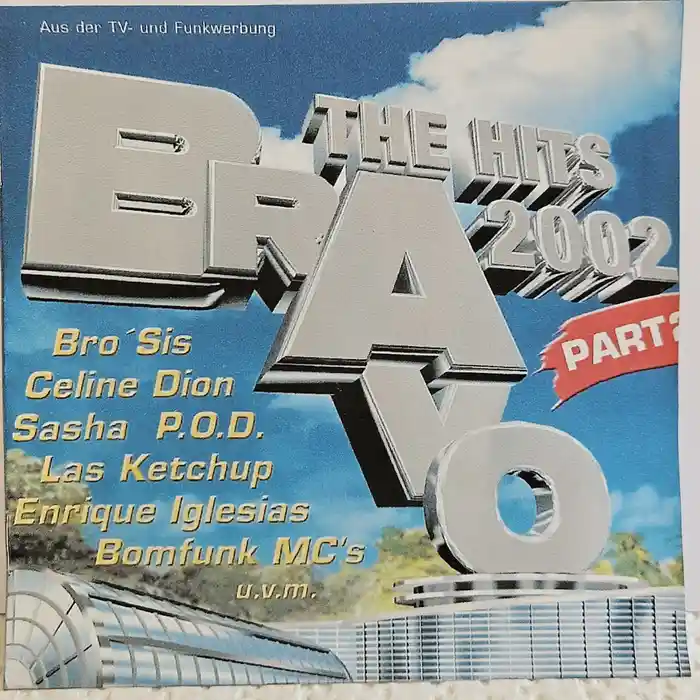 Aus der TV- und Funkwerbung
BRAVO
THE HITS
2002
PART2
Bro´Sis
Celine Dion
Sasha P.O.D.
Las Ketchup
Enrique Iglesias
Bomfunk MC's
u.v.m.